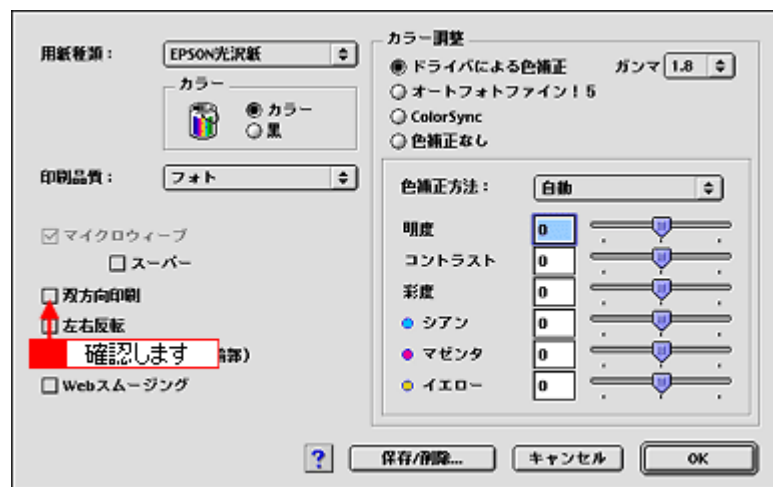 用紙種類:
EPSON光沢紙
カラー
カラー
黒
印刷品質:
フォト
マイクロウィーブ
スーパー
双方向印刷
左右反転
確認します
部)
Webスムージング
カラー調整
ドライバによる色補正
ガンマ 1.8
オートフォトファイン!5
ColorSync
色補正なし
色補正方法:
自動
明度 0
コントラスト 0
彩度 0
シアン 0
マゼンタ 0
イエロー 0
?
保存/削除...
キャンセル
OK